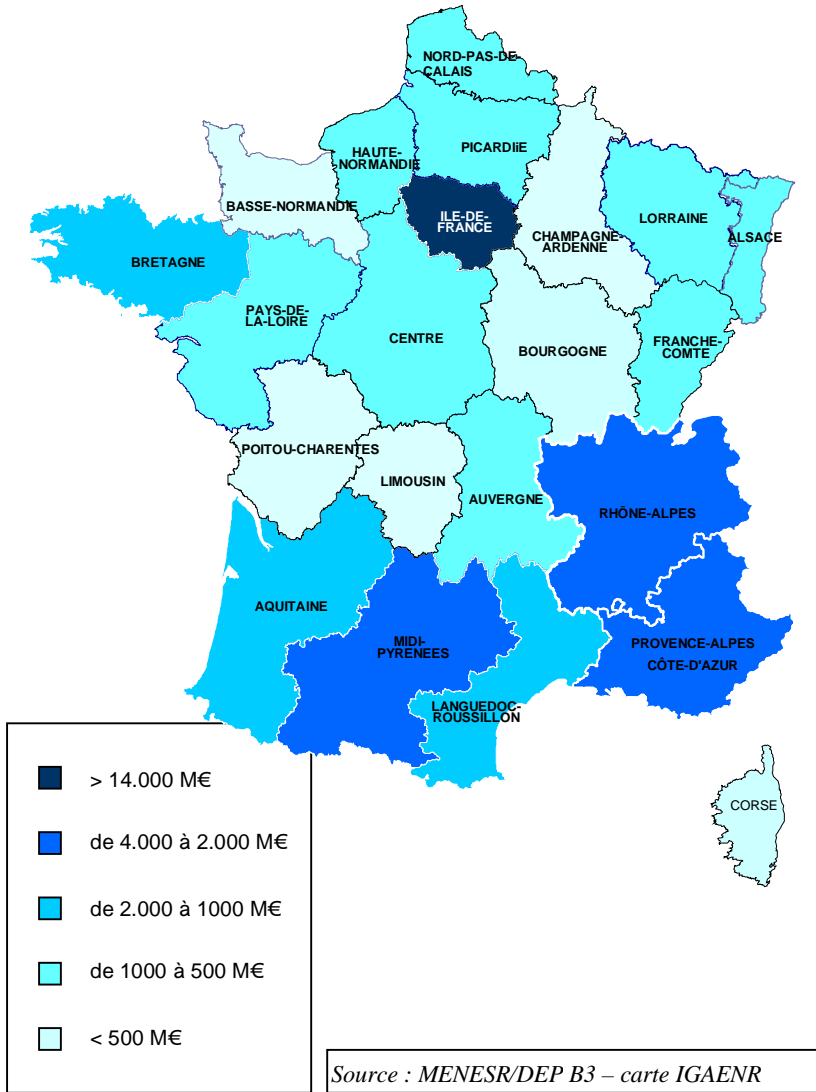 NORD-PAS-DE-
CALAIS
HAUTE-
NORMANDIE
PICARDIiE
BASSE-NORMANDIE
ILE-DE-
FRANCE
CHAMPAGNE-
ARDENNE
LORRAINE
ALSACE
BRETAGNE
PAYS-DE-
LA-LOIRE
CENTRE
BOURGOGNE
FRANCHE-
COMTE
POITOU-CHARENTES
LIMOUSIN
AUVERGNE
RHÔNE-ALPES
AQUITAINE
MIDI-
PYRENEES
PROVENCE-ALPES
CÔTE-D'AZUR
LANGUEDOC-
ROUSSILLON
CORSE
> 14.000 M€
de 4.000 à 2.000 M€
de 2.000 à 1000 M€
de 1000 à 500 M€
< 500 M€
Source : MENESR/DEP B3 – carte IGAENR